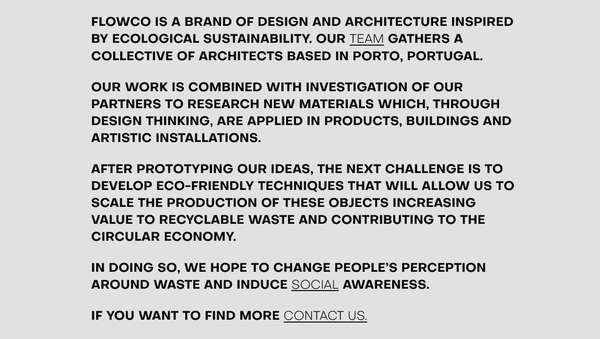 FLOWCO IS A BRAND OF DESIGN AND ARCHITECTURE INSPIRED
BY ECOLOGICAL SUSTAINABILITY. OUR TEAM GATHERS A
COLLECTIVE OF ARCHITECTS BASED IN PORTO, PORTUGAL.
OUR WORK IS COMBINED WITH INVESTIGATION OF OUR
PARTNERS TO RESEARCH NEW MATERIALS WHICH, THROUGH
DESIGN THINKING, ARE APPLIED IN PRODUCTS, BUILDINGS AND
ARTISTIC INSTALLATIONS.
AFTER PROTOTYPING OUR IDEAS, THE NEXT CHALLENGE IS TO
DEVELOP ECO-FRIENDLY TECHNIQUES THAT WILL ALLOW US TO
SCALE THE PRODUCTION OF THESE OBJECTS INCREASING
VALUE TO RECYCLABLE WASTE AND CONTRIBUTING TO THE
CIRCULAR ECONOMY.
IN DOING SO, WE HOPE TO CHANGE PEOPLE’S PERCEPTION
AROUND WASTE AND INDUCE SOCIAL AWARENESS.
IF YOU WANT TO FIND MORE CONTACT US.